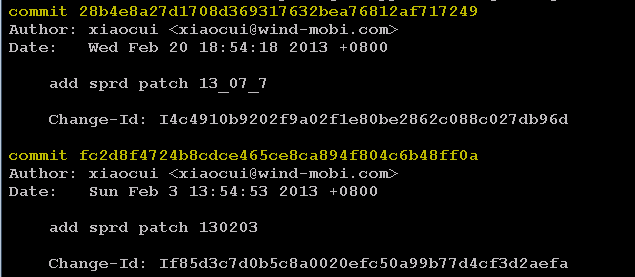 commit 28b4e8a27d1708d369317632bea76812af717249
Author: xiaocui <xiaocui@wind-mobi.com>
Date:   Wed Feb 20 18:54:18 2013 +0800
add sprd patch 13_07_7
Change-Id: I4c4910b9202f9a02f1e80be2862c088c027db96d
commit fc2d8f4724b8cdce465ce8ca894f804c6b48ff0a
Author: xiaocui <xiaocui@wind-mobi.com>
Date:   Sun Feb 3 13:54:53 2013 +0800
add sprd patch 130203
Change-Id: If85d3c7d0b5c8a0020efc50a99b77d4cf3d2aefa